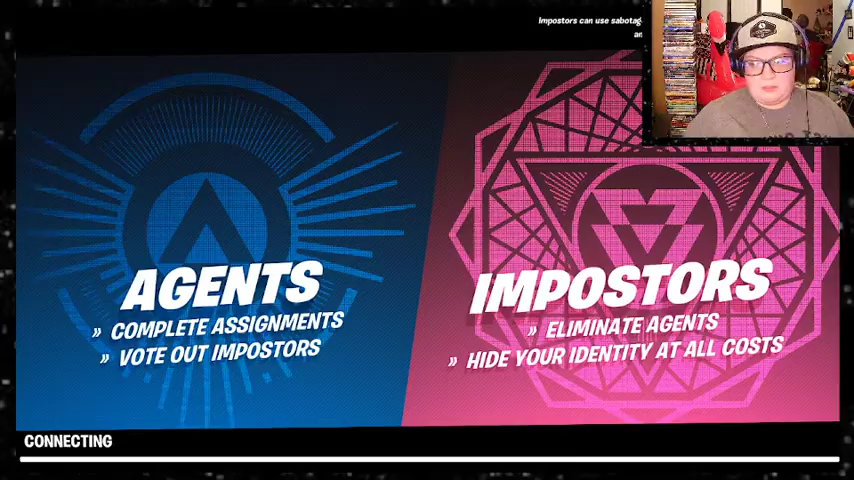 Impostors can use sabotag
AGENTS
» COMPLETE ASSIGNMENTS
» VOTE OUT IMPOSTORS
IMPOSTORS
» ELIMINATE AGENTS
» HIDE YOUR IDENTITY AT ALL COSTS
CONNECTING